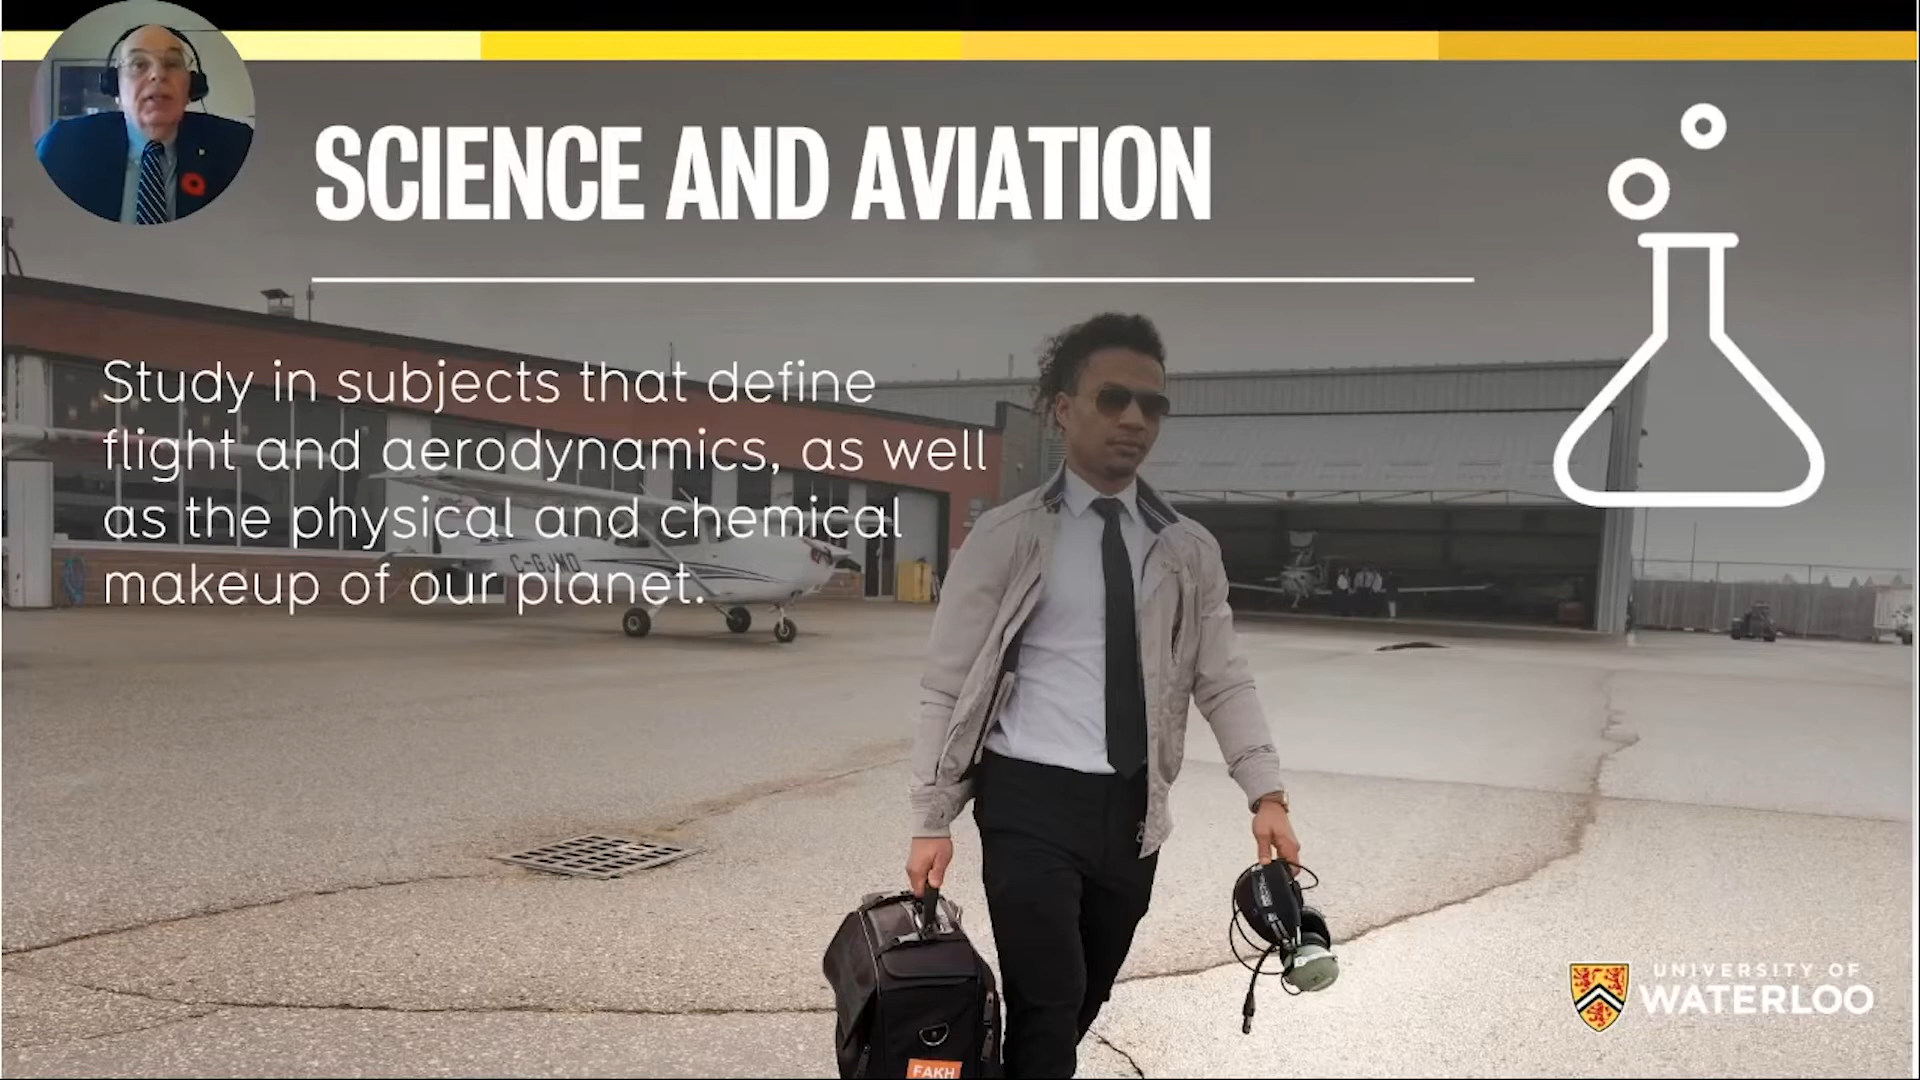 SCIENCE AND AVIATION
Study in subjects that define
flight and aerodynamics, as well
as the physical and chemical
makeup of our planet.
C-GJMO
FAKH
UNIVERSITY OF
WATERLOO